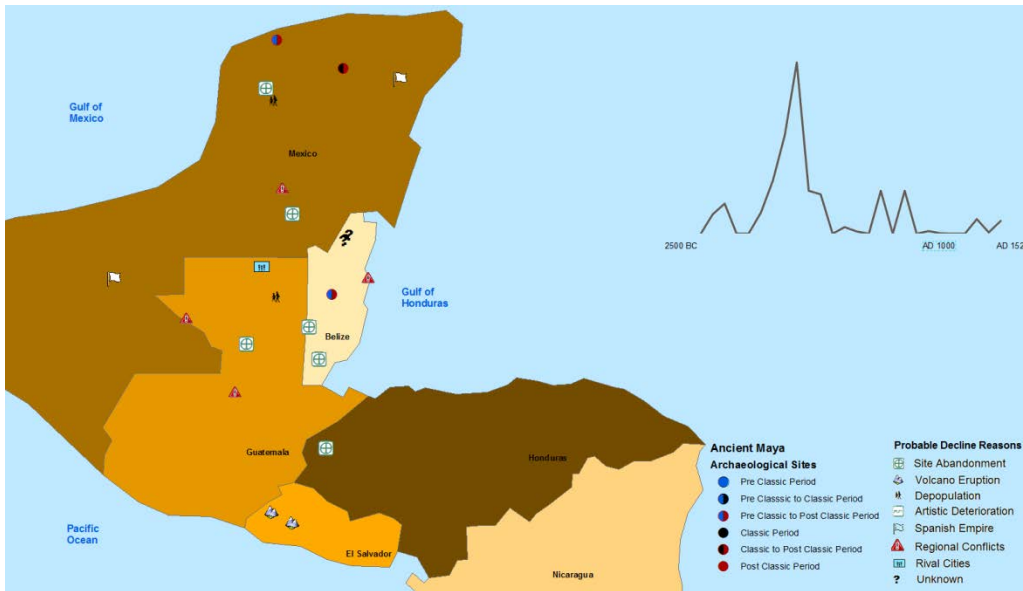 Gulf of
Mexico
Mexico
Gulf of
Honduras
Belize
Guatemala
Honduras
El Salvador
Nicaragua
Pacific
Ocean
2500 BC
AD 1000
AD 152
Ancient Maya
Archaeological Sites
Pre Classic Period
Pre Classsic to Classic Period
Pre Classic to Post Classic Period
Classic Period
Classic to Post Classic Period
Post Classic Period
Probable Decline Reasons
Site Abandonment
Volcano Eruption
Depopulation
Artistic Deterioration
Spanish Empire
Regional Conflicts
Rival Cities
? Unknown